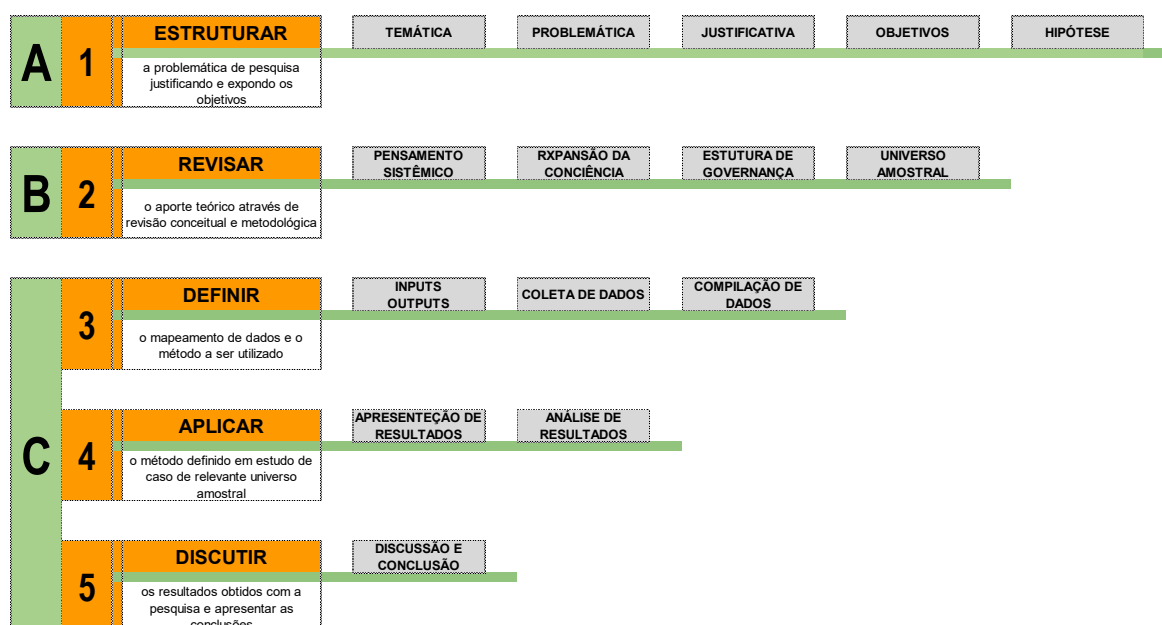 A
1
ESTRUTURAR
a problemática de pesquisa
justificando e expondo os
objetivos
TEMÁTICA
PROBLEMÁTICA
JUSTIFICATIVA
OBJETIVOS
HIPÓTESE
B
2
REVISAR
o aporte teórico através de
revisão conceitual e metodológica
PENSAMENTO
SISTÊMICO
RXPANSÃO DA
CONCIÊNCIA
ESTUTURA DE
GOVERNANÇA
UNIVERSO
AMOSTRAL
C
3
DEFINIR
o mapeamento de dados e o
método a ser utilizado
INPUTS
OUTPUTS
COLETA DE DADOS
COMPILAÇÃO DE
DADOS
4
APLICAR
o método definido em estudo de
caso de relevante universo
amostral
APRESENTEÇÃO DE
RESULTADOS
ANÁLISE DE
RESULTADOS
5
DISCUTIR
os resultados obtidos com a
pesquisa e apresentar as
conclusões
DISCUSSÃO E
CONCLUSÃO